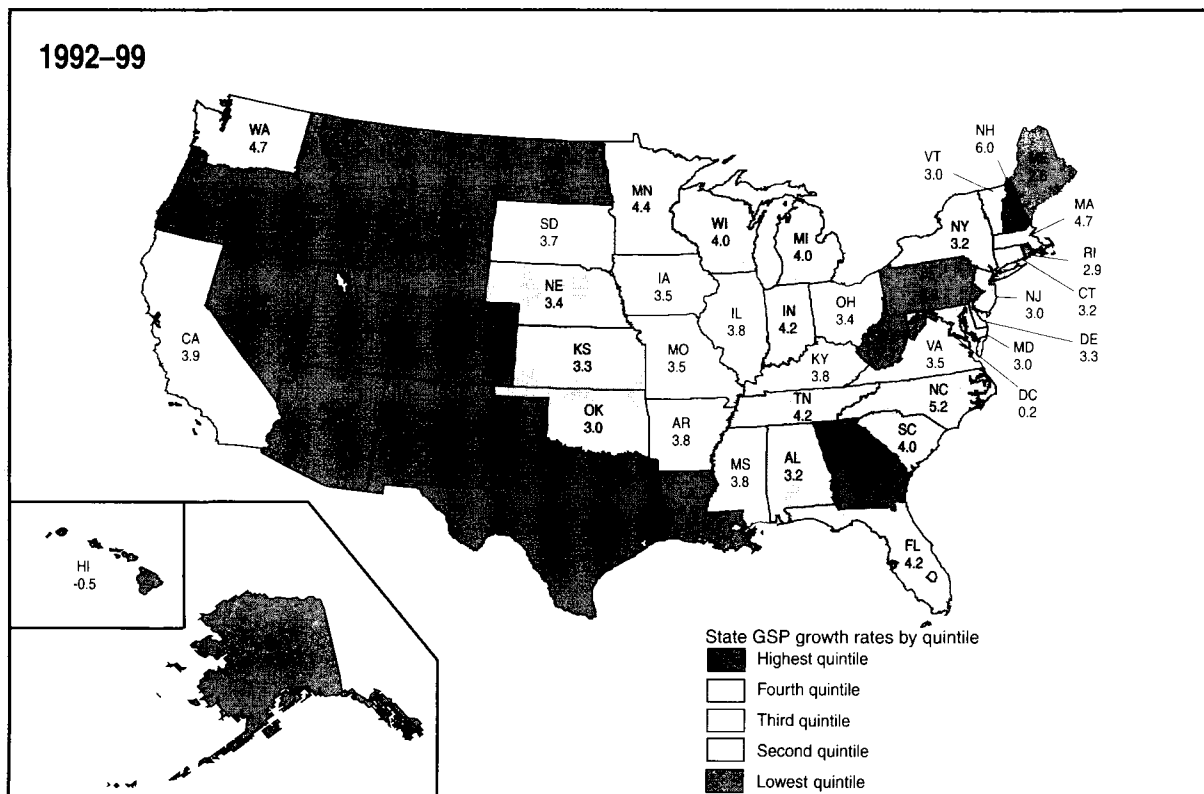 1992–99
WA
4.7
NH
6.0
VT
3.0
MN
4.4
MA
4.7
SD
3.7
WI
4.0
MI
4.0
NY
3.2
RI
2.9
NE
3.4
IA
3.5
CT
3.2
NJ
3.0
CA
3.9
IL
3.8
IN
4.2
OH
3.4
DE
3.3
KS
3.3
MO
3.5
KY
3.8
VA
3.5
MD
3.0
DC
0.2
OK
3.0
AR
3.8
TN
4.2
NC
5.2
SC
4.0
MS
3.8
AL
3.2
FL
4.2
HI
-0.5
State GSP growth rates by quintile
Highest quintile
Fourth quintile
Third quintile
Second quintile
Lowest quintile